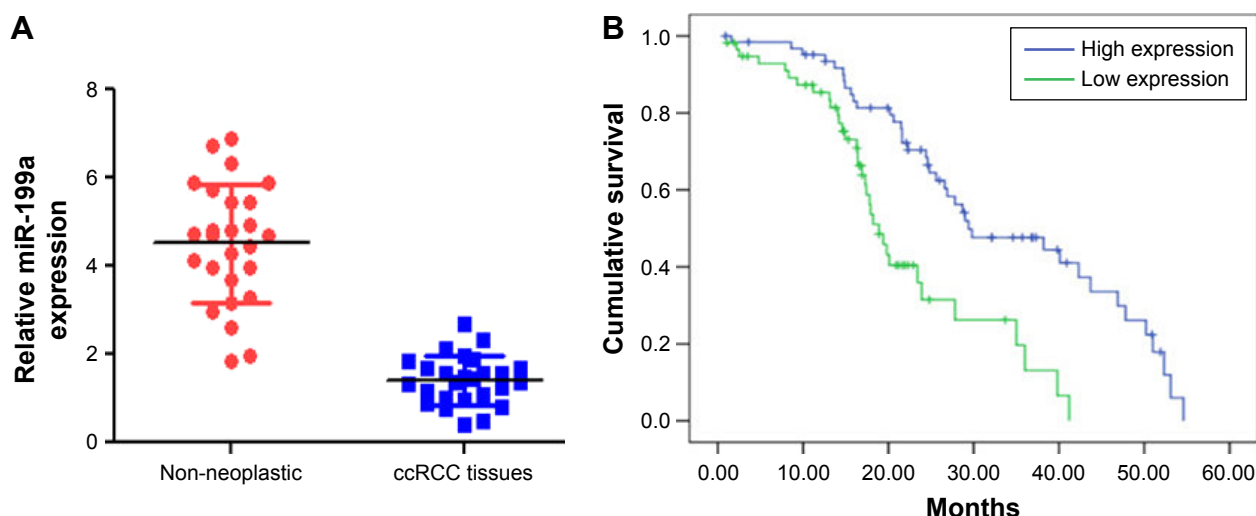 A
Relative miR-199a
expression
8
6
4
2
0
Non-neoplastic
ccRCC tissues
B
Cumulative survival
1.0
0.8
0.6
0.4
0.2
0.0
High expression
Low expression
0.00
10.00
20.00
30.00
40.00
50.00
60.00
Months